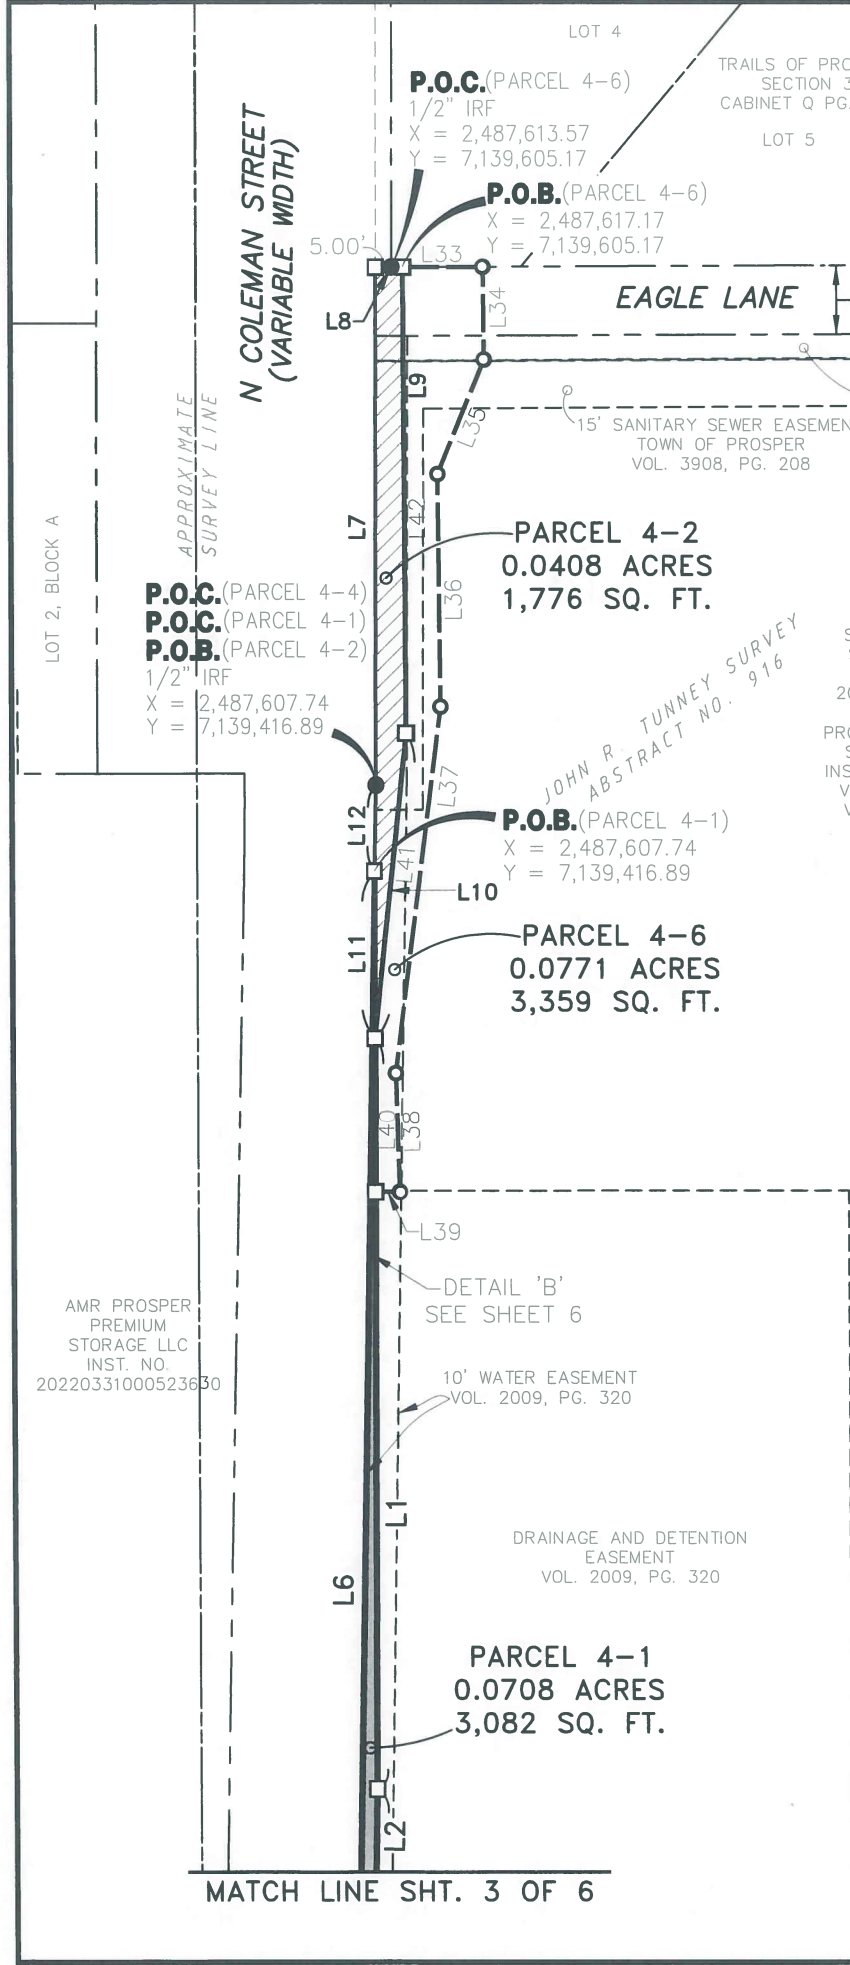 LOT 4
TRAILS OF PRO
SECTION 3
CABINET Q PG.
LOT 5
P.O.C.(PARCEL 4-6)
1/2" IRF
X = 2,487,613.57
Y = 7,139,605.17
P.O.B.(PARCEL 4-6)
X = 2,487,617.17
Y = 7,139,605.17
N COLEMAN STREET
(VARIABLE WIDTH)
5.00'
L33
L8
L34
EAGLE LANE
L9
L35
15' SANITARY SEWER EASEMEN
TOWN OF PROSPER
VOL. 3908, PG. 208
APPROXIMATE
SURVEY LINE
L7
L42
LOT 2, BLOCK A
PARCEL 4-2
0.0408 ACRES
1,776 SQ. FT.
L36
P.O.C.(PARCEL 4-4)
P.O.C.(PARCEL 4-1)
P.O.B.(PARCEL 4-2)
1/2" IRF
X = 2,487,607.74
Y = 7,139,416.89
JOHN R. TUNNEY SURVEY
ABSTRACT NO. 916
S
20
PRO
S
INS
V
V
L37
L12
L41
P.O.B.(PARCEL 4-1)
X = 2,487,607.74
Y = 7,139,416.89
L10
L11
PARCEL 4-6
0.0771 ACRES
3,359 SQ. FT.
L40
L38
L39
DETAIL 'B'
SEE SHEET 6
AMR PROSPER
PREMIUM
STORAGE LLC
INST. NO.
20220331000523630
10' WATER EASEMENT
VOL. 2009, PG. 320
L1
DRAINAGE AND DETENTION
EASEMENT
VOL. 2009, PG. 320
L6
PARCEL 4-1
0.0708 ACRES
3,082 SQ. FT.
L2
MATCH LINE SHT. 3 OF 6